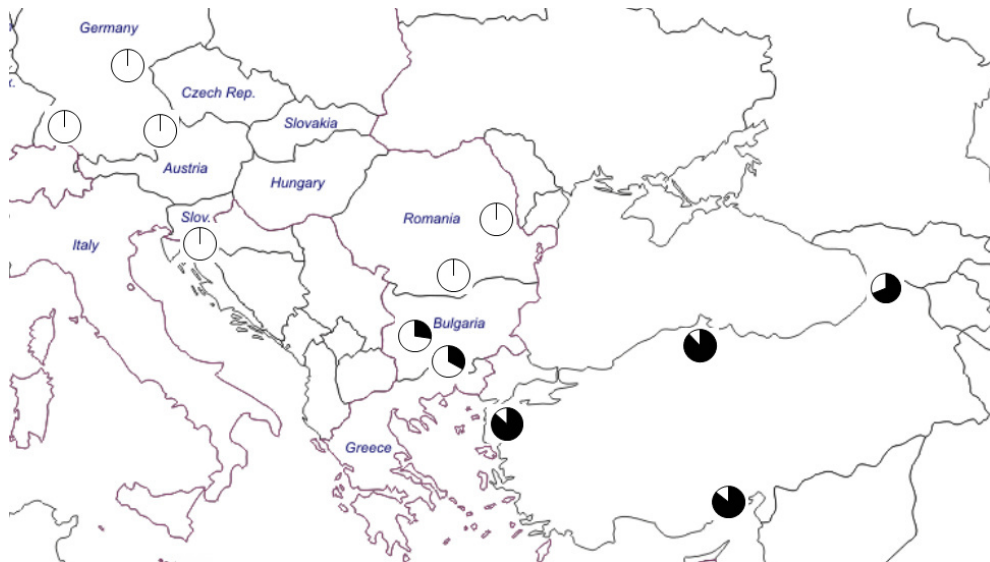 Germany
Czech Rep.
Slovakia
Austria
Hungary
Slov.
Romania
Italy
Bulgaria
Greece